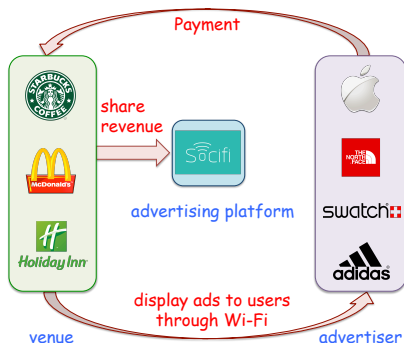 Payment
STARBUCKS
COFFEE
share
revenue
McDonald's
Holiday Inn
SOCIFI
advertising platform
THE
NORTH
FACE
swatch
adidas
display ads to users
through Wi-Fi
venue
advertiser